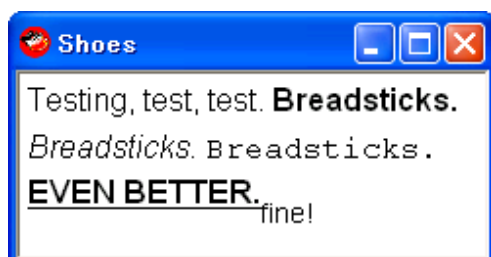 Shoes
Testing, test, test. Breadsticks.
Breadsticks. Breadsticks.
EVEN BETTER. fine!